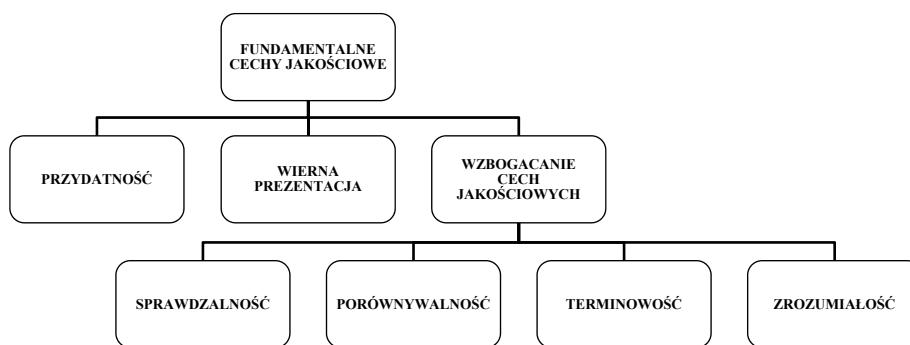 FUNDAMENTALNE
CECHY JAKOŚCIOWE
PRZYDATNOŚĆ
WIERNA
PREZENTACJA
WZBOGACANIE
CECH
JAKOŚCIOWYCH
SPRAWDZALNOŚĆ
PORÓWNYWALNOŚĆ
TERMINOWOŚĆ
ZROZUMIAŁOŚĆ